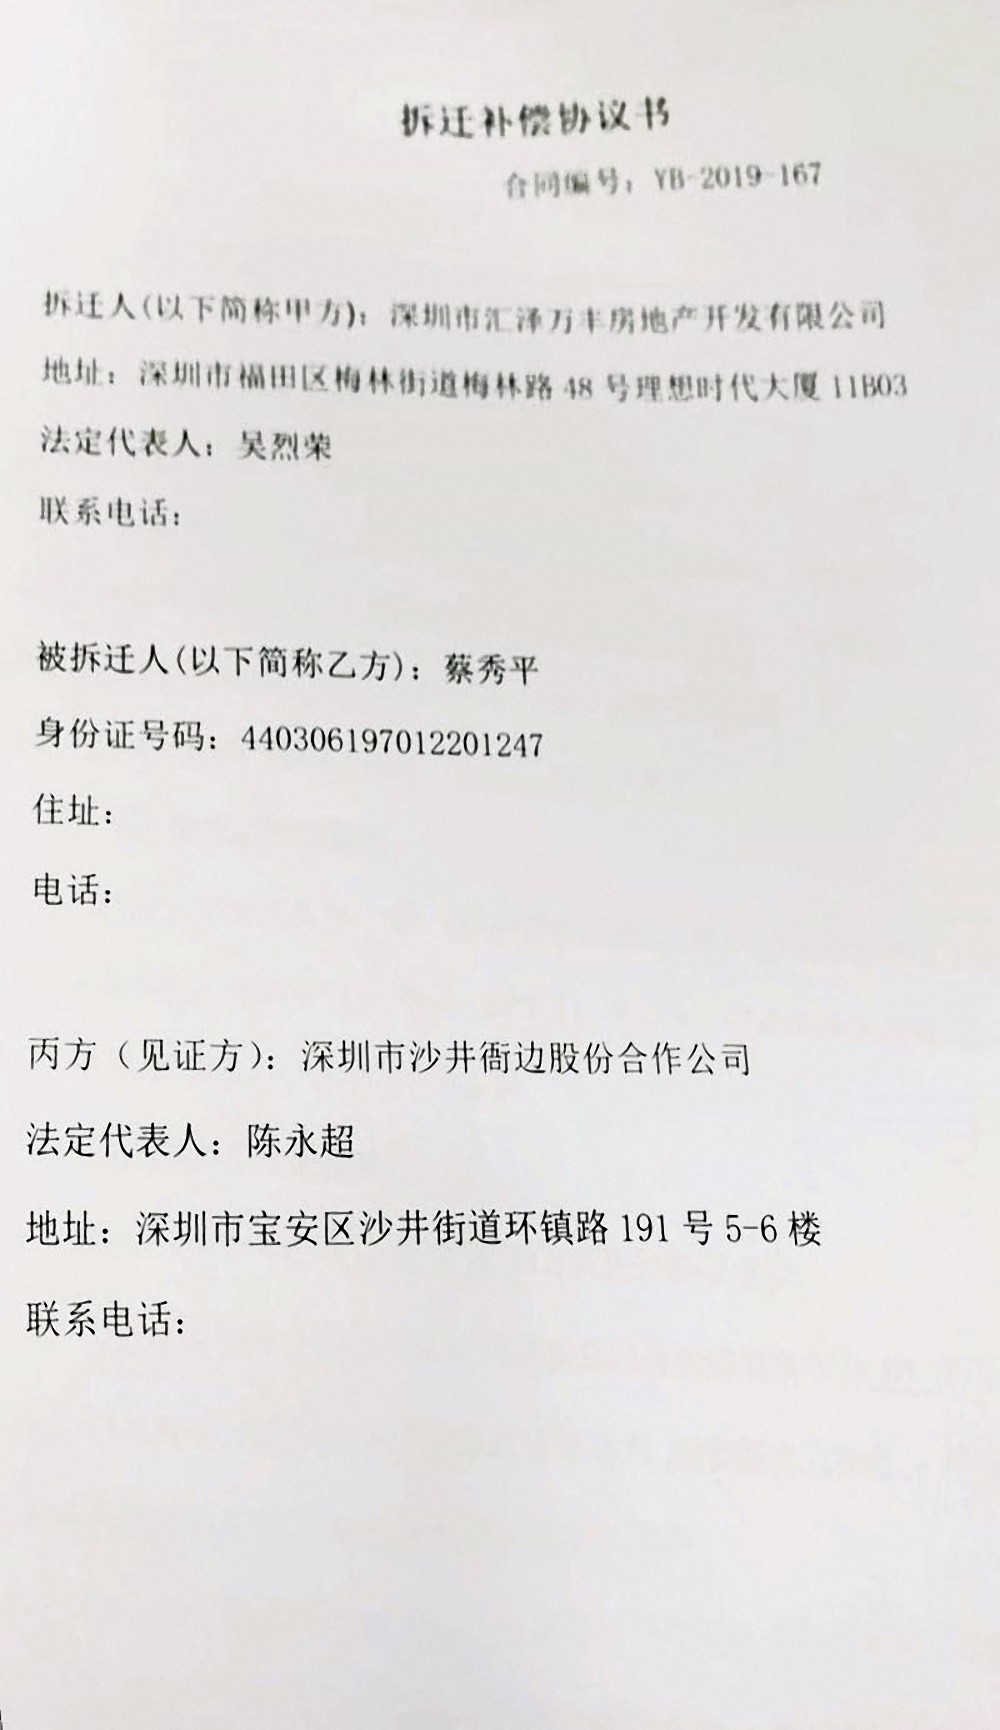 拆迁补偿协议书
合同编号：YB-2019-167
拆迁人(以下简称甲方)：深圳市汇泽万丰房地产开发有限公司
地址：深圳市福田区梅林街道梅林路 48 号理想时代大厦 11B03
法定代表人：吴烈荣
联系电话：
被拆迁人(以下简称乙方)：蔡秀平
身份证号码：440306197012201247
住址：
电话：
丙方（见证方）：深圳市沙井衙边股份合作公司
法定代表人：陈永超
地址：深圳市宝安区沙井街道环镇路 191 号 5-6 楼
联系电话：